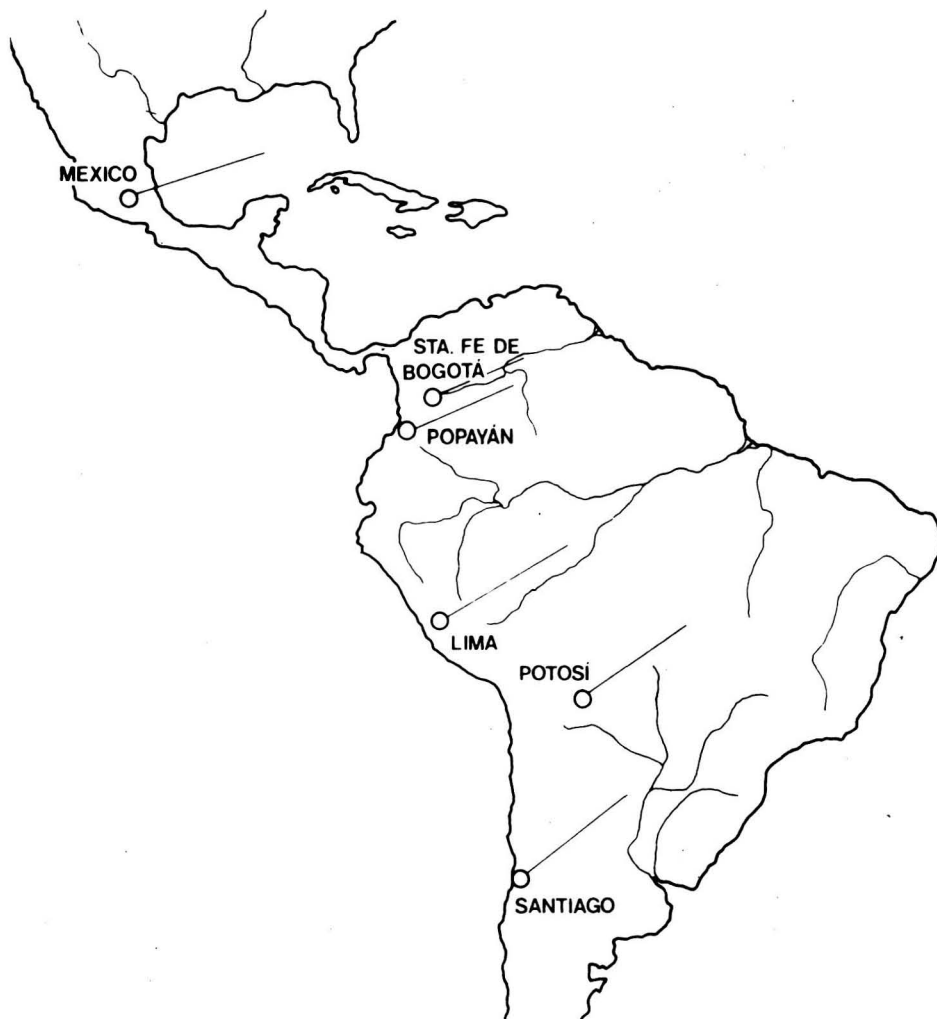 MEXICO
STA. FE DE
BOGOTÁ
POPAYÁN
LIMA
POTOSÍ
SANTIAGO